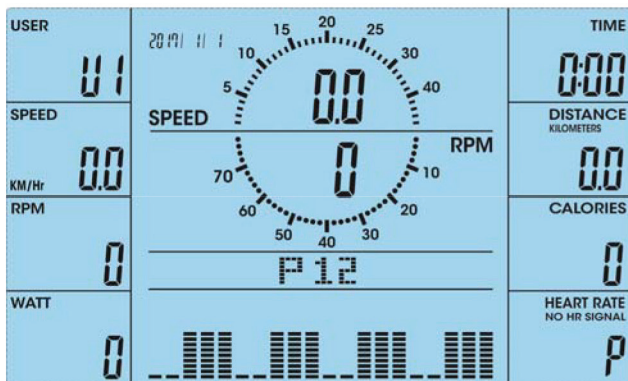 USER
U1
SPEED
KM/Hr 0.0
RPM
0
WATT
0
2017/ 1/ 1
5 10 15 20 25 30 40
SPEED 0.0
0 RPM
70 60 50 40 30 20 10
P12
TIME
0:00
DISTANCE
KILOMETERS
0.0
CALORIES
0
HEART RATE
NO HR SIGNAL
P